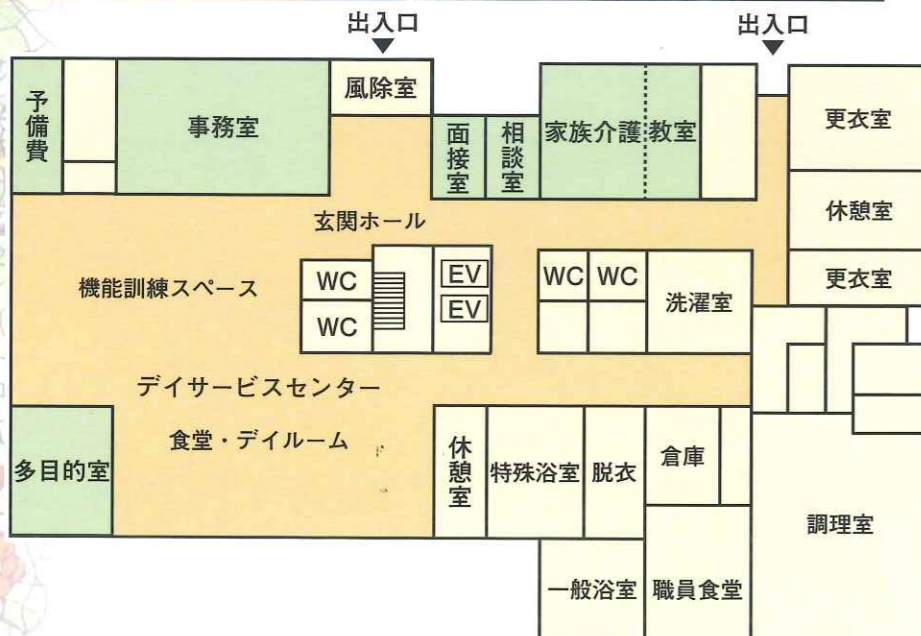 出入口
出入口
予備費
事務室
風除室
面接室
相談室
家族介護教室
更衣室
休憩室
更衣室
玄関ホール
機能訓練スペース
WC
WC
EV
EV
WC
WC
洗濯室
デイサービスセンター
食堂・デイルーム
多目的室
休憩室
特殊浴室
脱衣
倉庫
調理室
一般浴室
職員食堂